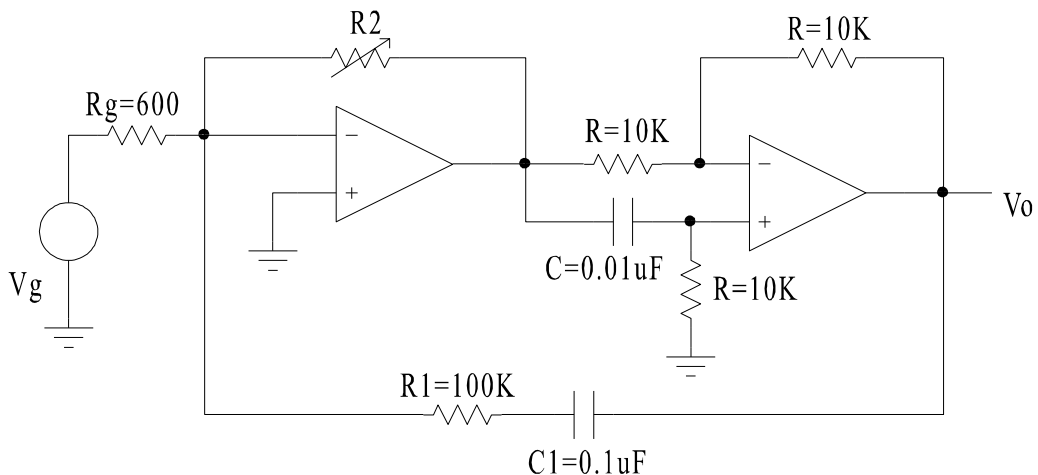 R2
R=10K
Rg=600
R=10K
−
+
−
+
Vo
C=0.01uF
R=10K
Vg
R1=100K
C1=0.1uF